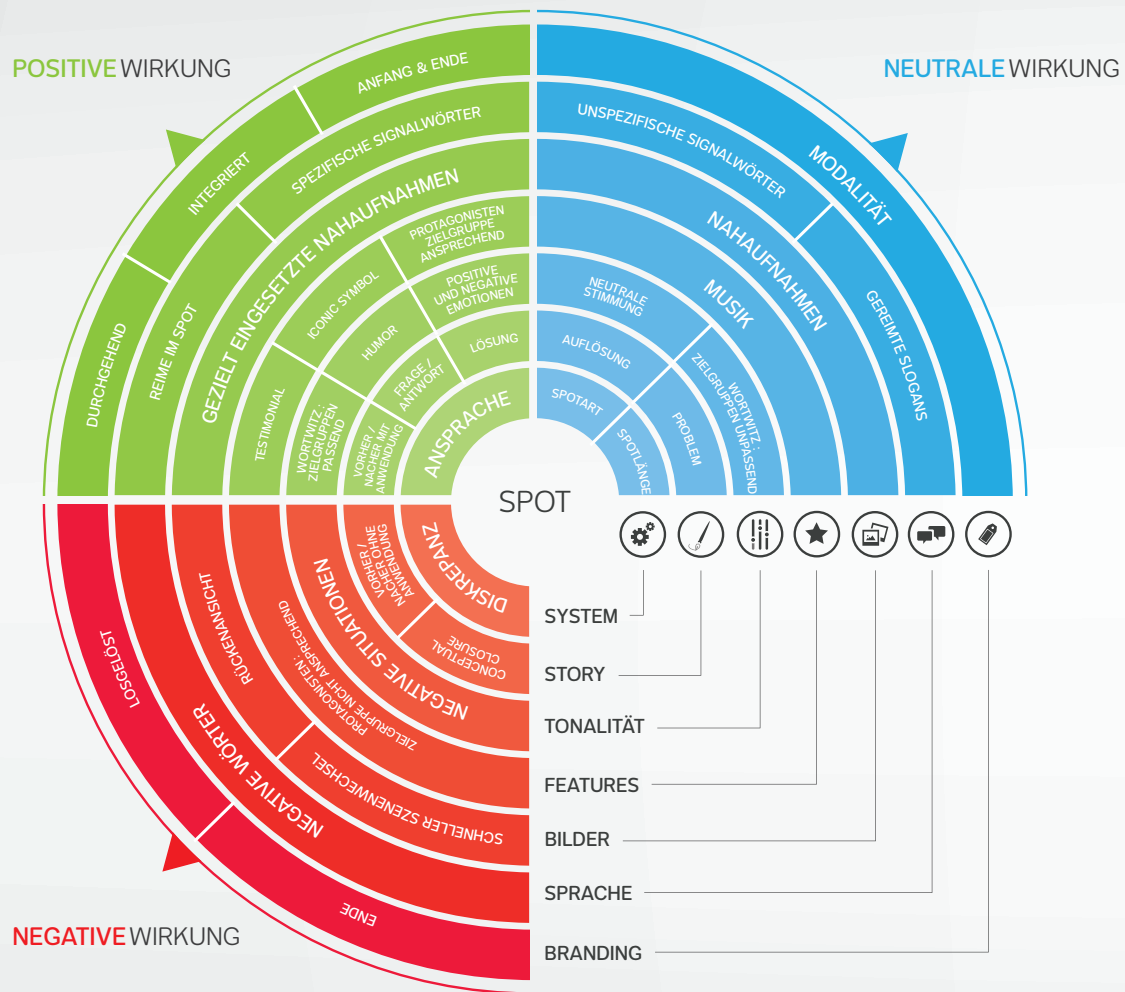 POSITIVE WIRKUNG
NEUTRALE WIRKUNG
ANFANG & ENDE
INTEGRIERT
DURCHGEHEND
SPEZIFISCHE SIGNALWÖRTER
REIME IM SPOT
GEZIELT EINGESETZTE NAHAUFNAHMEN
PROTAGONISTEN
ZIELGRUPPE
ANSPRECHEND
ICONIC SYMBOL
TESTIMONIAL
POSITIVE
UND NEGATIVE
EMOTIONEN
HUMOR
WORTWITZ :
ZIELGRUPPEN
PASSEND
LÖSUNG
FRAGE /
ANTWORT
VORHER /
NACHER MIT
ANWENDUNG
ANSPRACHE
MODALITÄT
UNSPEZIFISCHE SIGNALWÖRTER
GEREIMTE SLOGANS
NAHAUFNAHMEN
MUSIK
NEUTRALE
STIMMUNG
WORTWITZ :
ZIELGRUPPEN UNPASSEND
AUFLÖSUNG
PROBLEM
SPOTART
SPOTLÄNGE
SPOT
DISKREPANZ
VORHER /
NACHER OHNE
ANWENDUNG
CONCEPTUAL
CLOSURE
NEGATIVE SITUATIONEN
PROTAGONISTEN :
ZIELGRUPPE NICHT ANSPRECHEND
RÜCKENANSICHT
SCHNELLER SZENENWECHSEL
NEGATIVE WÖRTER
LOSGELÖST
ENDE
SYSTEM
STORY
TONALITÄT
FEATURES
BILDER
SPRACHE
BRANDING
NEGATIVE WIRKUNG